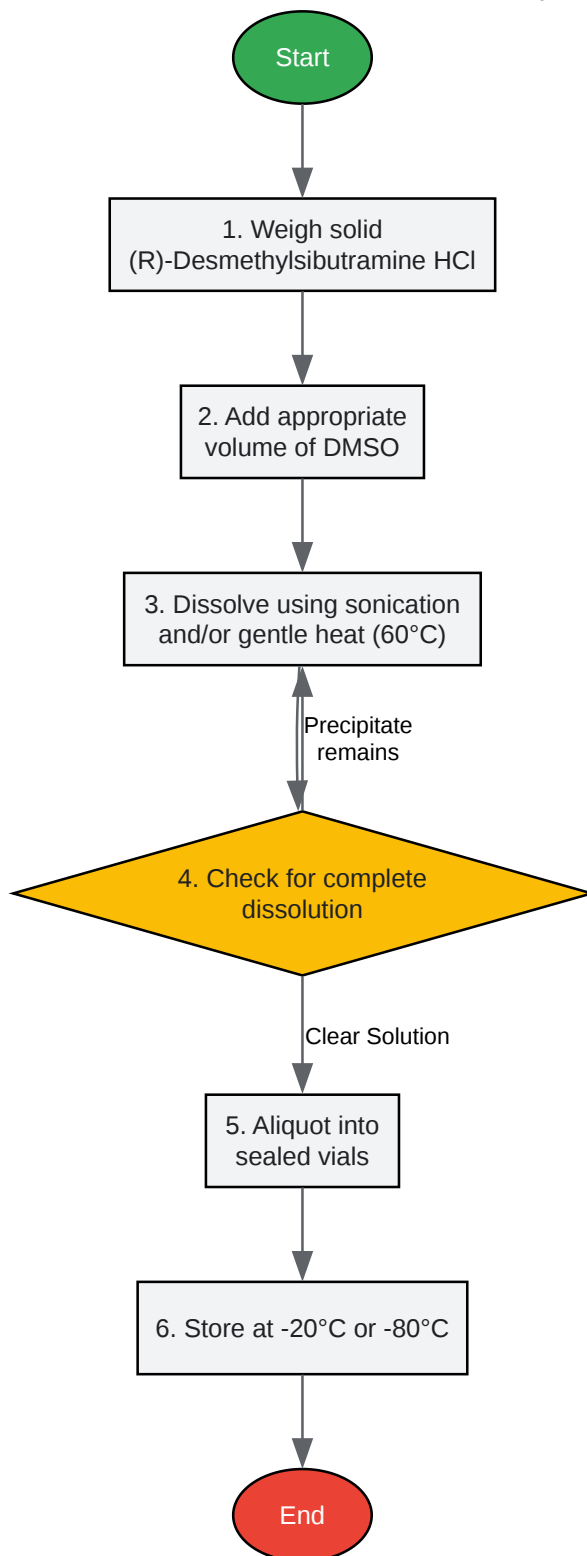 Start
1. Weigh solid
(R)-Desmethylsibutramine HCl
2. Add appropriate
volume of DMSO
3. Dissolve using sonication
and/or gentle heat (60°C)
Precipitate
remains
4. Check for complete
dissolution
Clear Solution
5. Aliquot into
sealed vials
6. Store at -20°C or -80°C
End